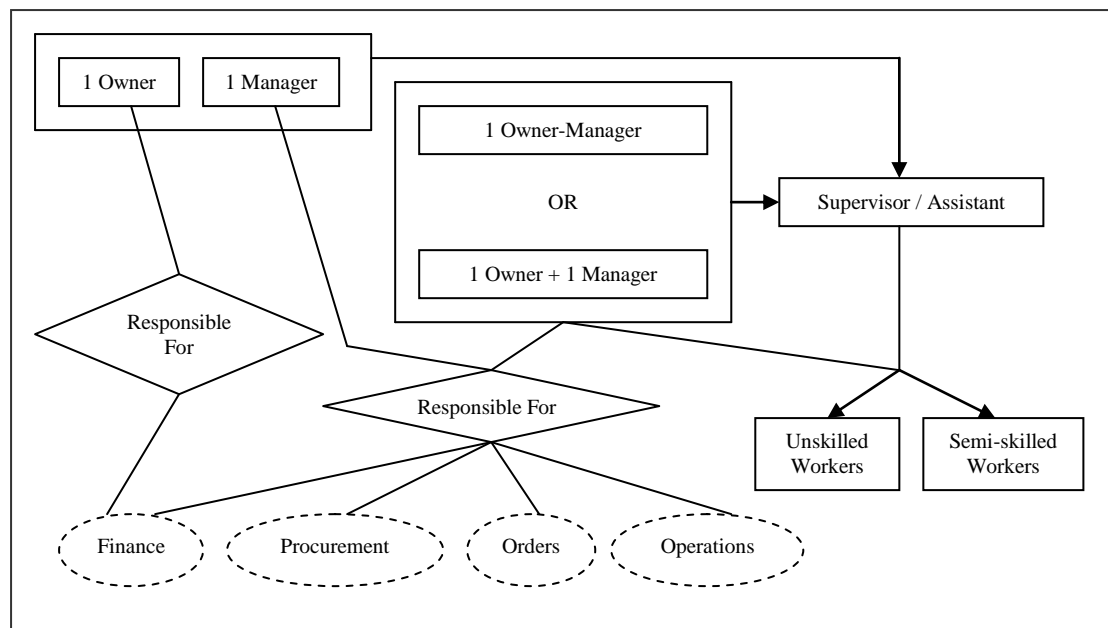 1 Owner
1 Manager
1 Owner-Manager
OR
1 Owner + 1 Manager
Supervisor / Assistant
Responsible
For
Responsible For
Unskilled
Workers
Semi-skilled
Workers
Finance
Procurement
Orders
Operations